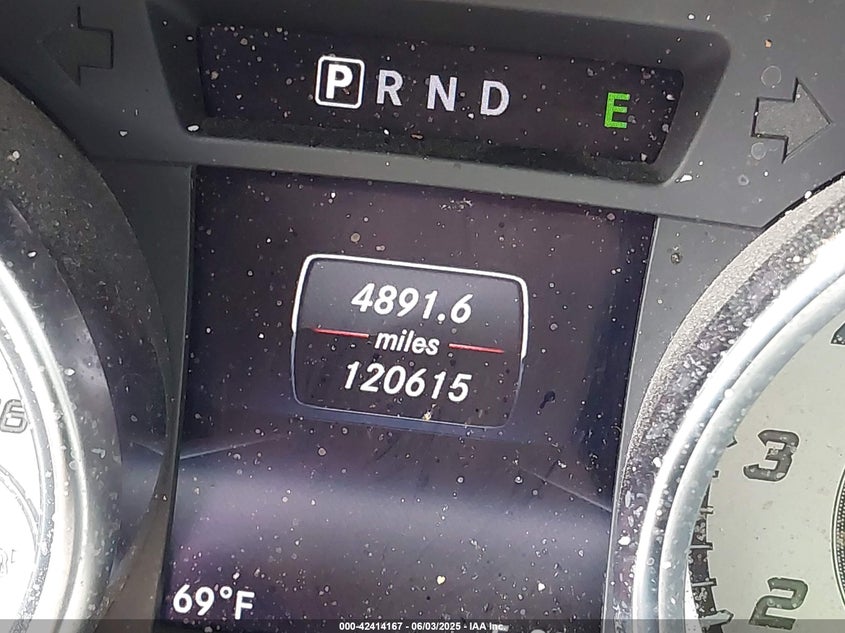 P R N D E
4891.6
miles
120615
3
2
69°F
000-42414167 - 06/03/2025 - IAA Inc.